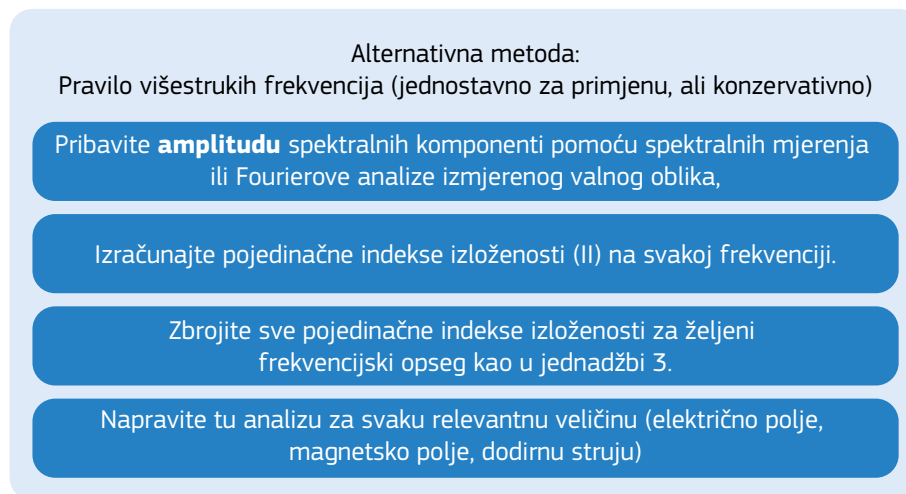 Alternativna metoda:
Pravilo višestrukih frekvencija (jednostavno za primjenu, ali konzervativno)
Pribavite amplitudu spektralnih komponenti pomoću spektralnih mjerenja
ili Fourierove analize izmjerenog valnog oblika,
Izračunajte pojedinačne indekse izloženosti (II) na svakoj frekvenciji.
Zbrojite sve pojedinačne indekse izloženosti za željeni
frekvencijski opseg kao u jednadžbi 3.
Napravite tu analizu za svaku relevantnu veličinu (električno polje,
magnetsko polje, dodirnu struju)